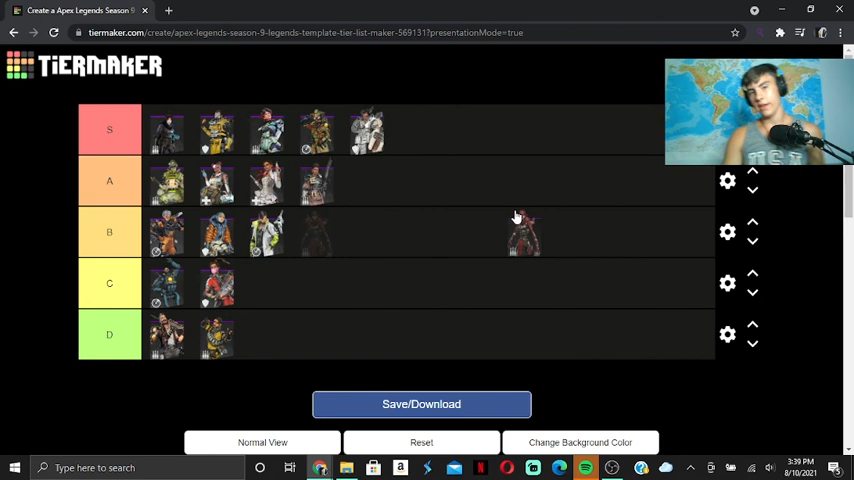 Create a Apex Legends Season 9
tiermaker.com/create/apex-legends-season-9-legends-template-tier-list-maker-569131?presentationMode=true
TiERMAKER
S
A
B
C
D
Save/Download
Normal View
Reset
Change Background Color
Type here to search
3:39 PM
8/10/2021